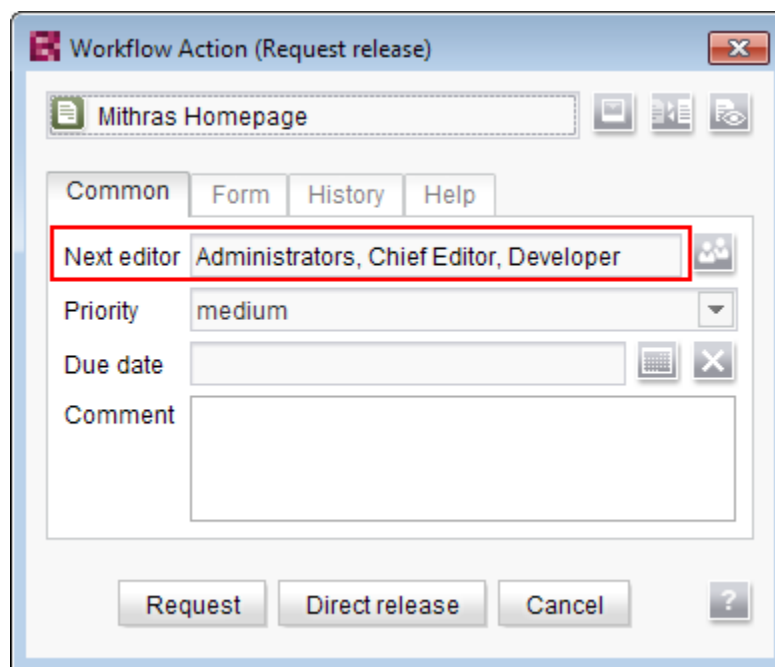 Workflow Action (Request release)
Mithras Homepage
Common Form History Help
Next editor Administrators, Chief Editor, Developer
Priority medium
Due date
Comment
Request Direct release Cancel ?